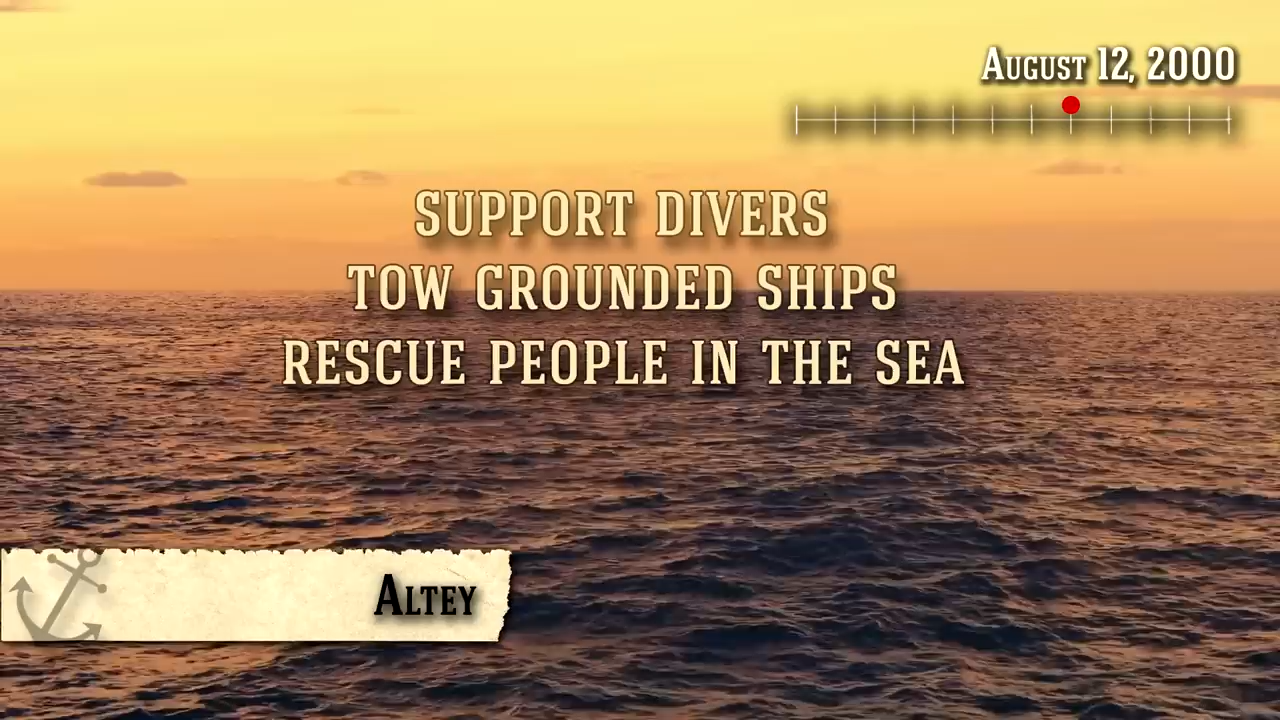 August 12, 2000
SUPPORT DIVERS
TOW GROUNDED SHIPS
RESCUE PEOPLE IN THE SEA
Altey